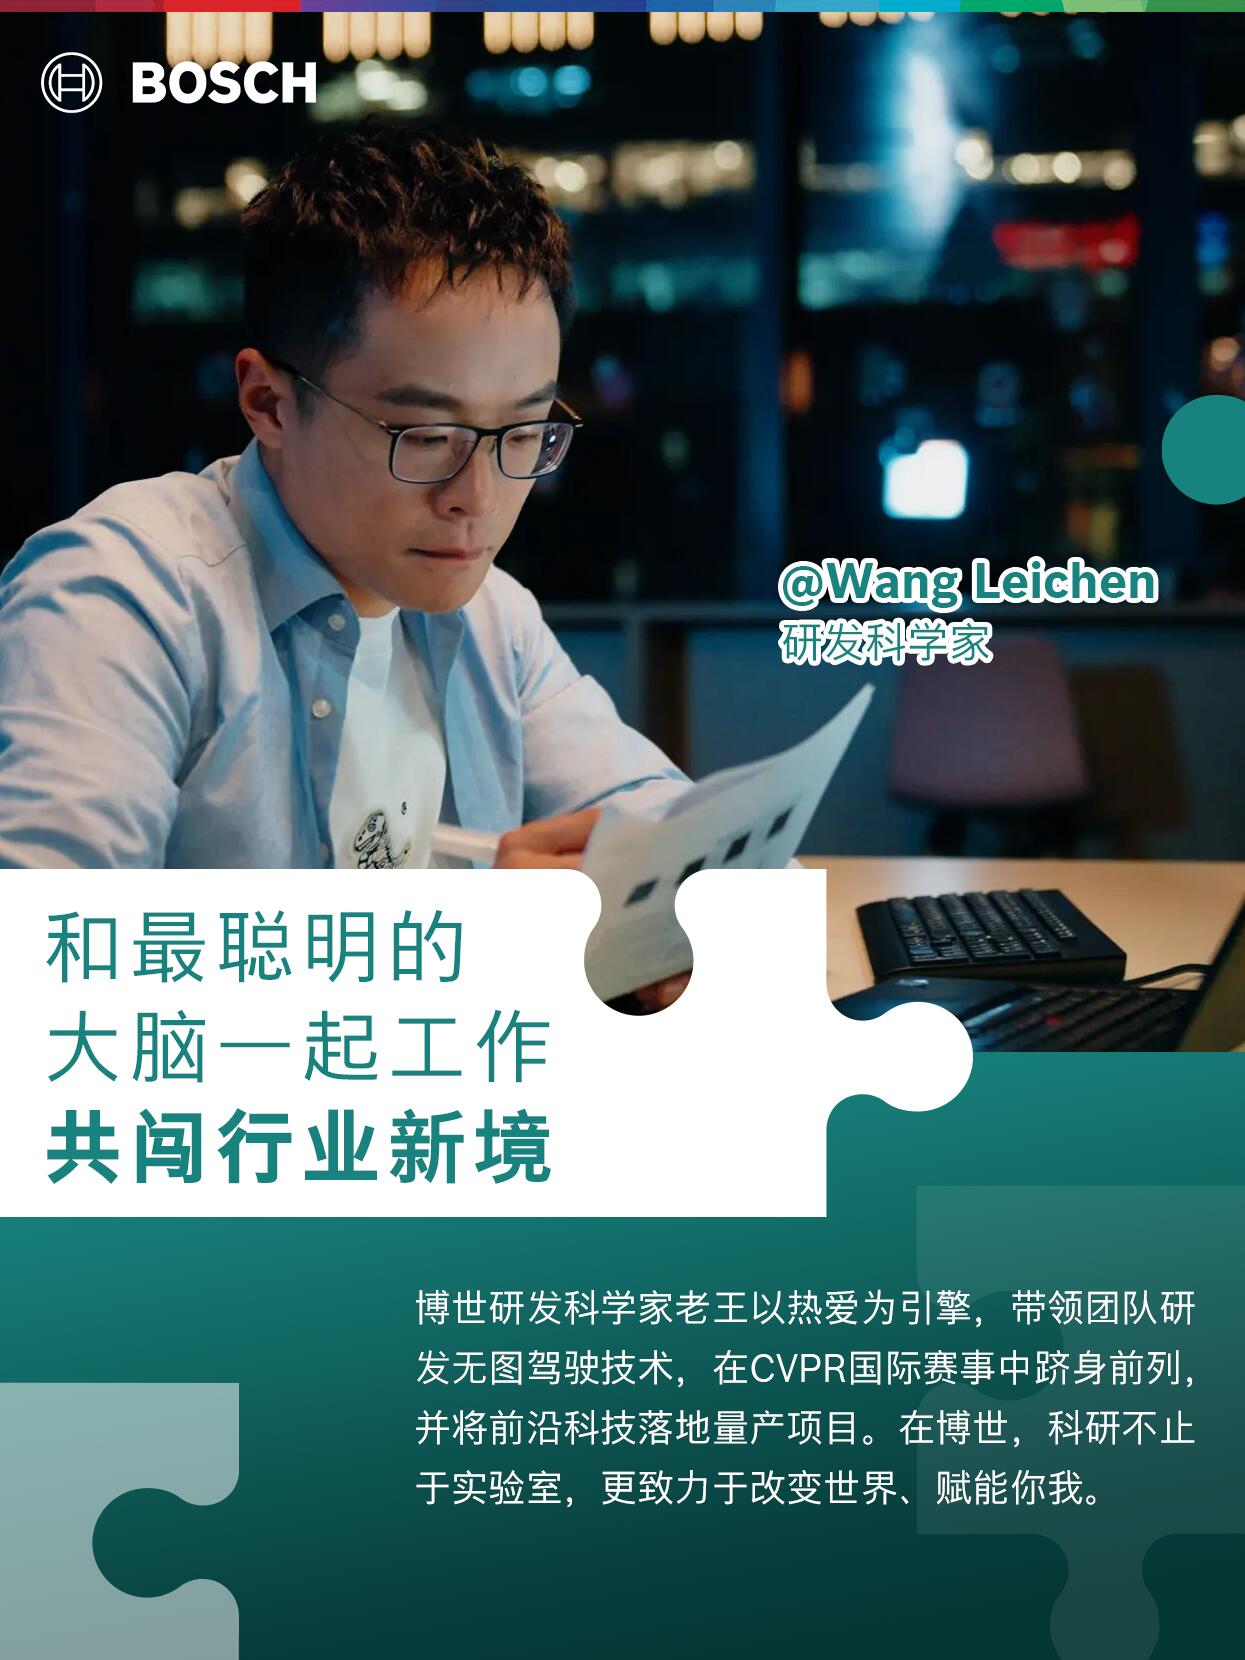 BOSCH
@Wang Leichen
研发科学家
和最聪明的
大脑一起工作
共闯行业新境
博世研发科学家老王以热爱为引擎，带领团队研
发无图驾驶技术，在CVPR国际赛事中跻身前列，
并将前沿科技落地量产项目。在博世，科研不止
于实验室，更致力于改变世界、赋能你我。